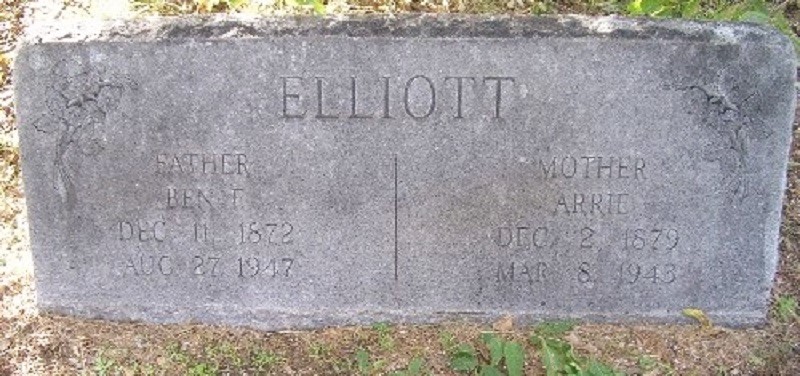 ELLIOTT
FATHER
BEN T
DEC. 11, 1872
AUG. 27, 1947
MOTHER
ARRIE
DEC. 2, 1879
MAR. 8, 1943